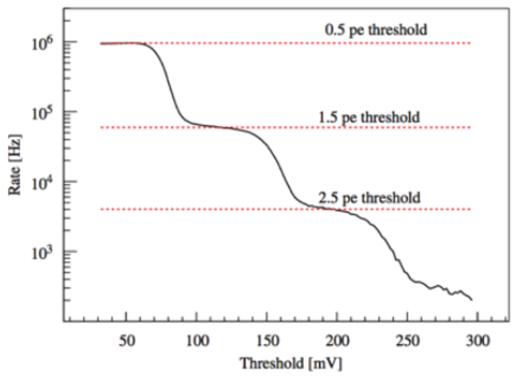 0.5 pe threshold
1.5 pe threshold
2.5 pe threshold
10⁶
10⁵
10⁴
10³
Rate [Hz]
50 100 150 200 250 300
Threshold [mV]